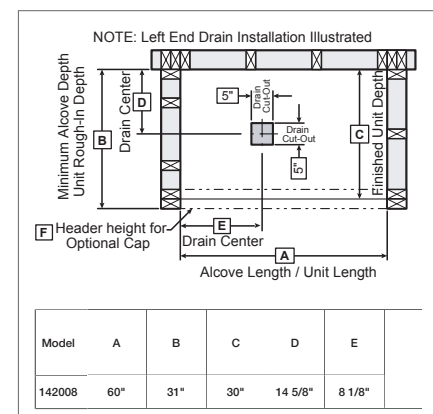 NOTE: Left End Drain Installation Illustrated
Minimum Alcove Depth
Unit Rough-In Depth
B
Drain Center
D
5"
Drain
Cut-Out
Drain
Cut-Out
5"
C
Finished Unit Depth
F Header height for
Optional Cap
E
Drain Center
A
Alcove Length / Unit Length
Model A B C D E
142008 60" 31" 30" 14 5/8" 8 1/8"